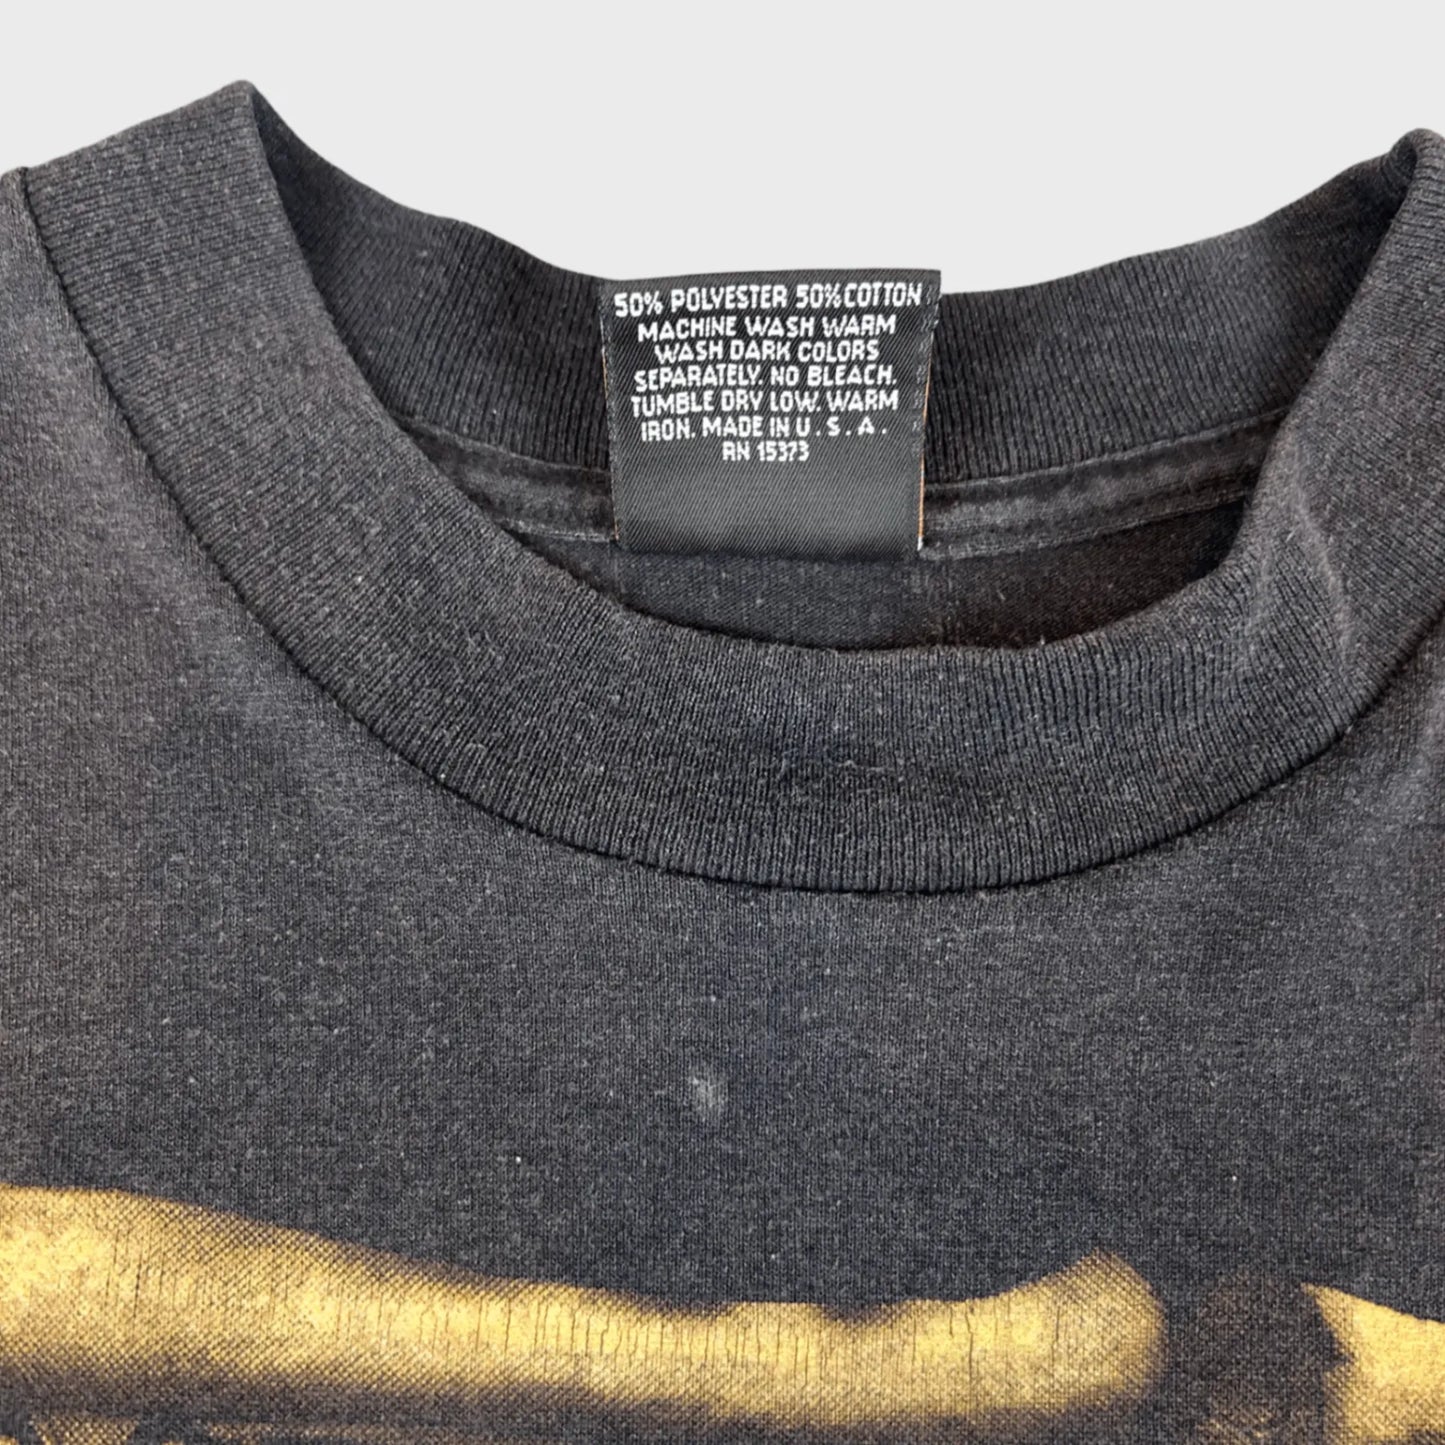 50% POLYESTER 50%COTTON
MACHINE WASH WARM
WASH DARK COLORS
SEPARATELY. NO BLEACH.
TUMBLE DRY LOW. WARM
IRON. MADE IN U.S.A.
RN 15373